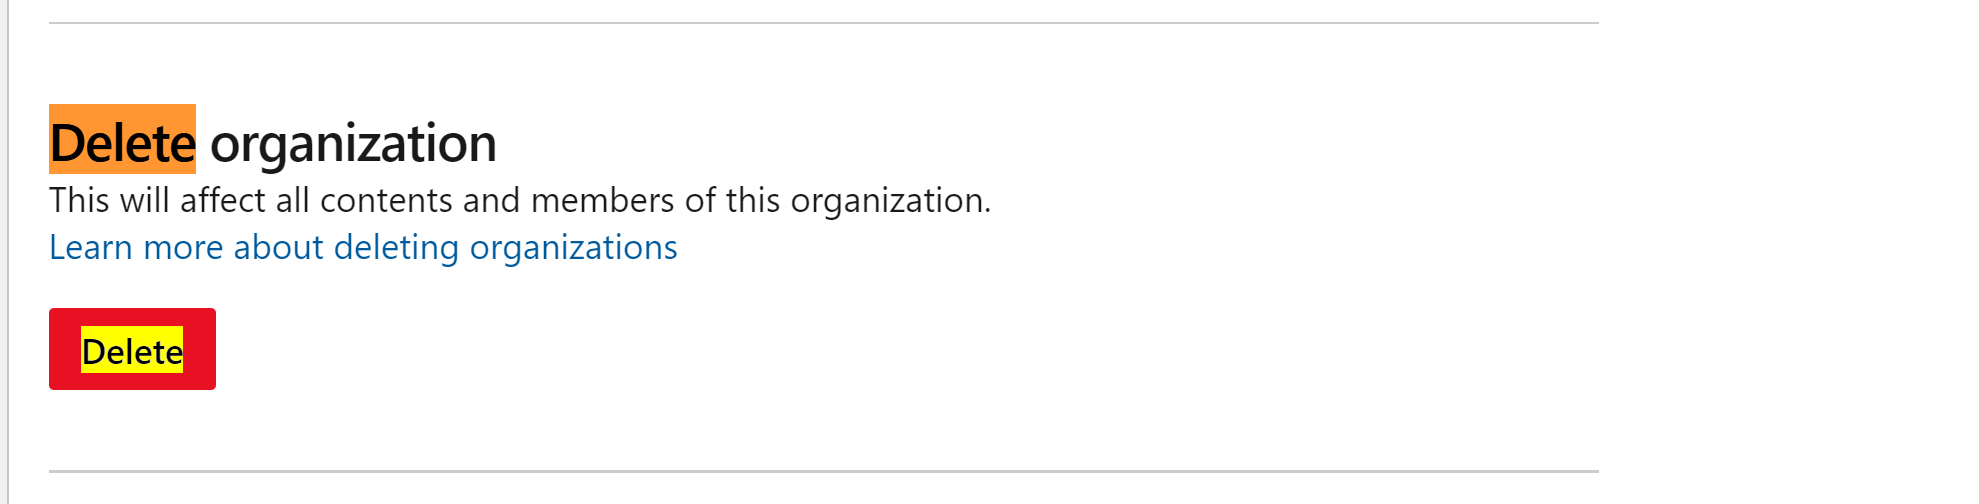 Delete organization
This will affect all contents and members of this organization.
Learn more about deleting organizations
Delete